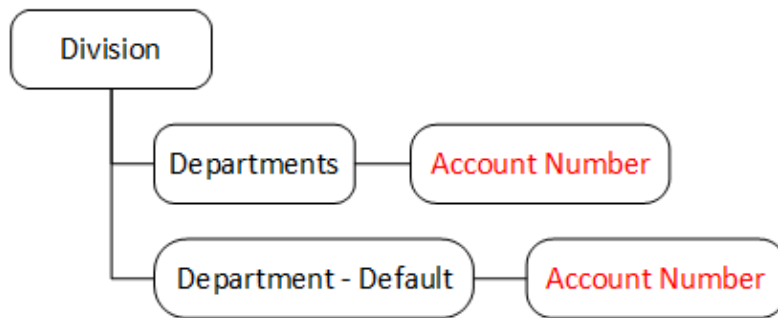 Division
Departments
Account Number
Department - Default
Account Number